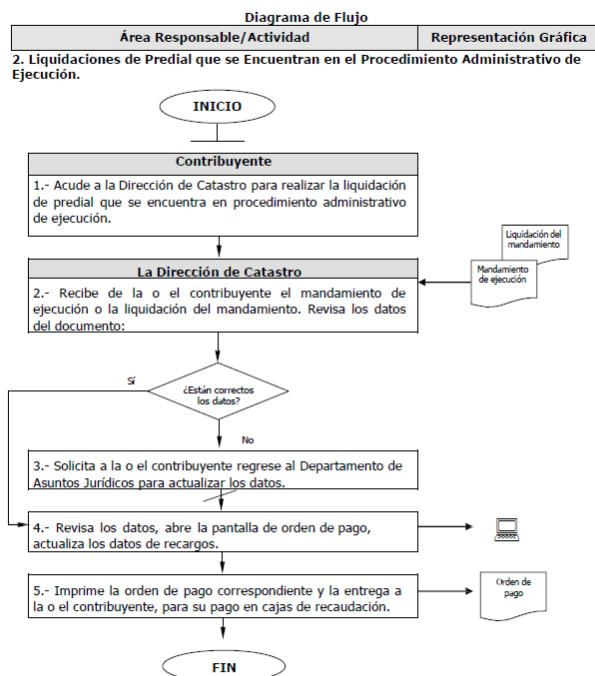 Diagrama de Flujo
Área Responsable/Actividad
Representación Gráfica
2. Liquidaciones de Predial que se Encuentran en el Procedimiento Administrativo de
Ejecución.
INICIO
Contribuyente
1.- Acude a la Dirección de Catastro para realizar la liquidación
de predial que se encuentra en procedimiento administrativo
de ejecución.
Liquidación del
mandamiento
Mandamiento
de ejecución
La Dirección de Catastro
2.- Recibe de la o el contribuyente el mandamiento de
ejecución o la liquidación del mandamiento. Revisa los datos
del documento:
Sí
¿Están correctos
los datos?
No
3.- Solicita a la o el contribuyente regrese al Departamento de
Asuntos Jurídicos para actualizar los datos.
4.- Revisa los datos, abre la pantalla de orden de pago,
actualiza los datos de recargos.
5.- Imprime la orden de pago correspondiente y la entrega a
la o el contribuyente, para su pago en cajas de recaudación.
Orden de
pago
FIN